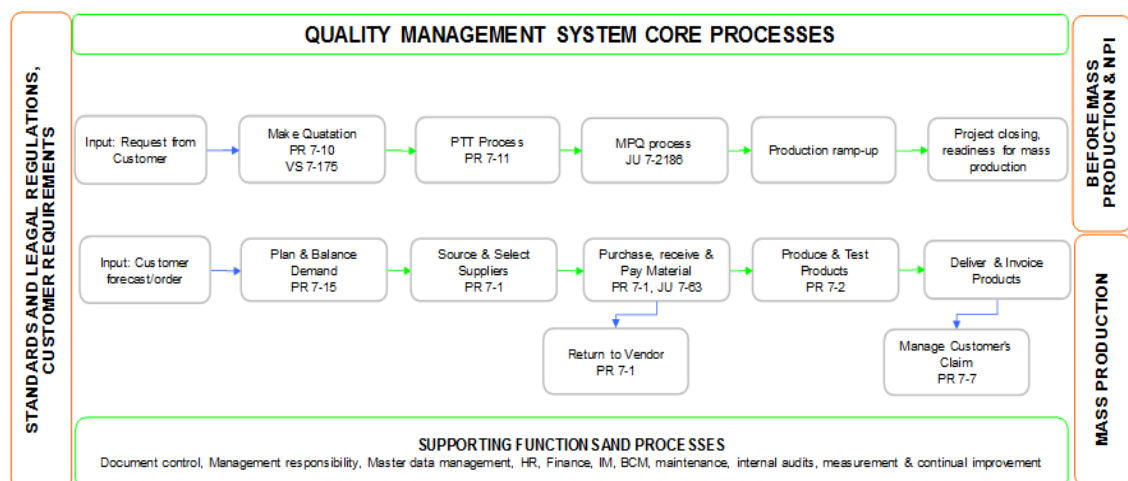 QUALITY MANAGEMENT SYSTEM CORE PROCESSES
STANDARDS AND LEAGAL REGULATIONS,
CUSTOMER REQUIREMENTS
BEFORE MASS
PRODUCTION & NPI
Input: Request from
Customer
Make Quatation
PR 7-10
VS 7-175
PTT Process
PR 7-11
MPQ process
JU 7-2186
Production ramp-up
Project closing,
readiness for mass
production
Input: Customer
forecast/order
Plan & Balance
Demand
PR 7-15
Source & Select
Suppliers
PR 7-1
Purchase, receive &
Pay Material
PR 7-1, JU 7-63
Produce & Test
Products
PR 7-2
Deliver & Invoice
Products
Return to Vendor
PR 7-1
Manage Customer's
Claim
PR 7-7
MASS PRODUCTION
SUPPORTING FUNCTIONS AND PROCESSES
Document control, Management responsibility, Master data management, HR, Finance, IM, BCM, maintenance, internal audits, measurement & continual improvement